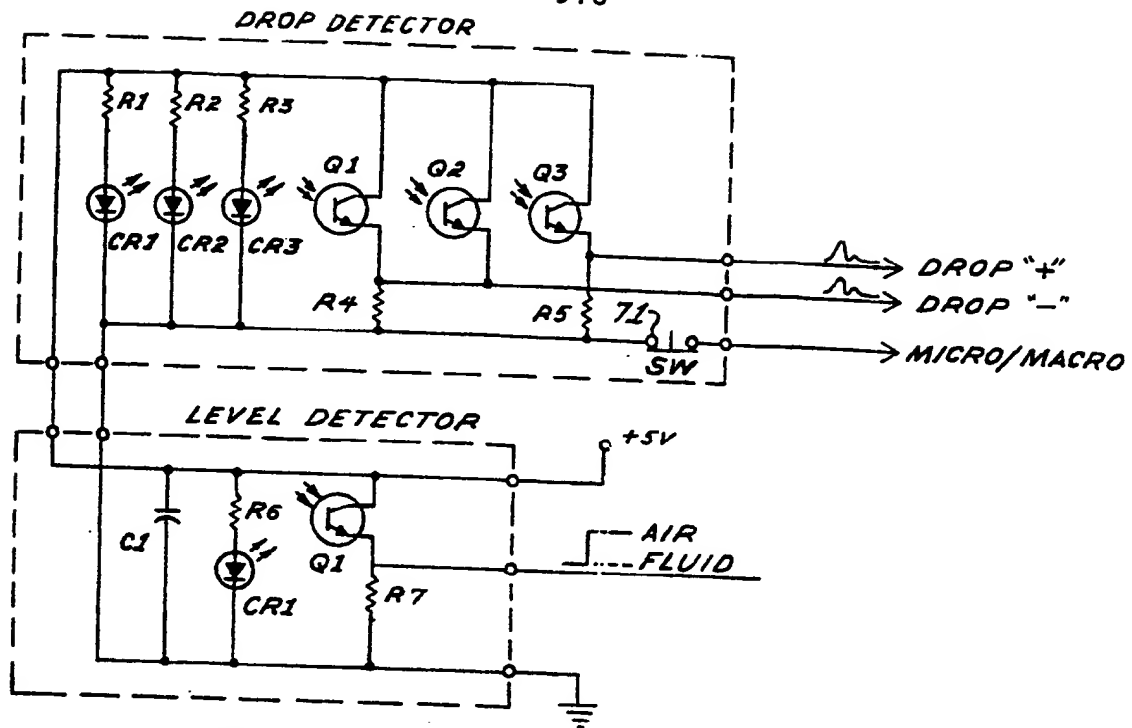 DROP DETECTOR
R1 R2 R3
Q1 Q2 Q3
CR1 CR2 CR3
DROP "+"
R4 R5 71
DROP "—"
SW
MICRO/MACRO
LEVEL DETECTOR
+5V
R6
C1 Q1
AIR
FLUID
CR1 R7